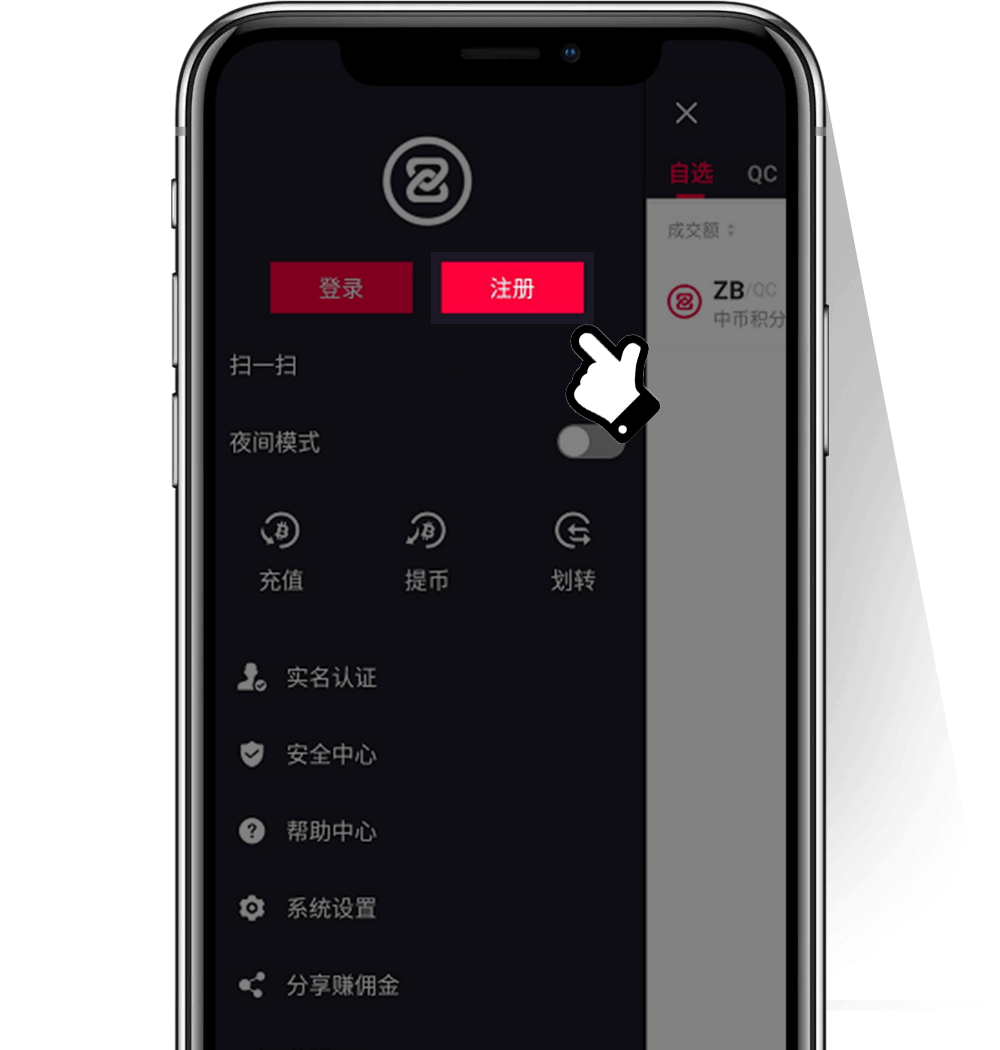 自选 QC
登录 注册
成交额
ZB/QC
中币积分
扫一扫
夜间模式
充值 提币 划转
实名认证
安全中心
帮助中心
系统设置
分享赚佣金